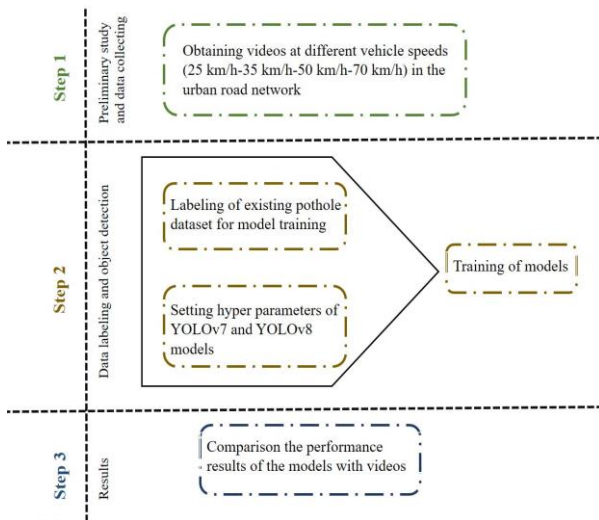 Step 1
Preliminary study
and data collecting
Obtaining videos at different vehicle speeds
(25 km/h-35 km/h-50 km/h-70 km/h) in the
urban road network
Step 2
Data labeling and object detection
Labeling of existing pothole
dataset for model training
Setting hyper parameters of
YOLOv7 and YOLOv8
models
Training of models
Step 3
Results
Comparison the performance
results of the models with videos